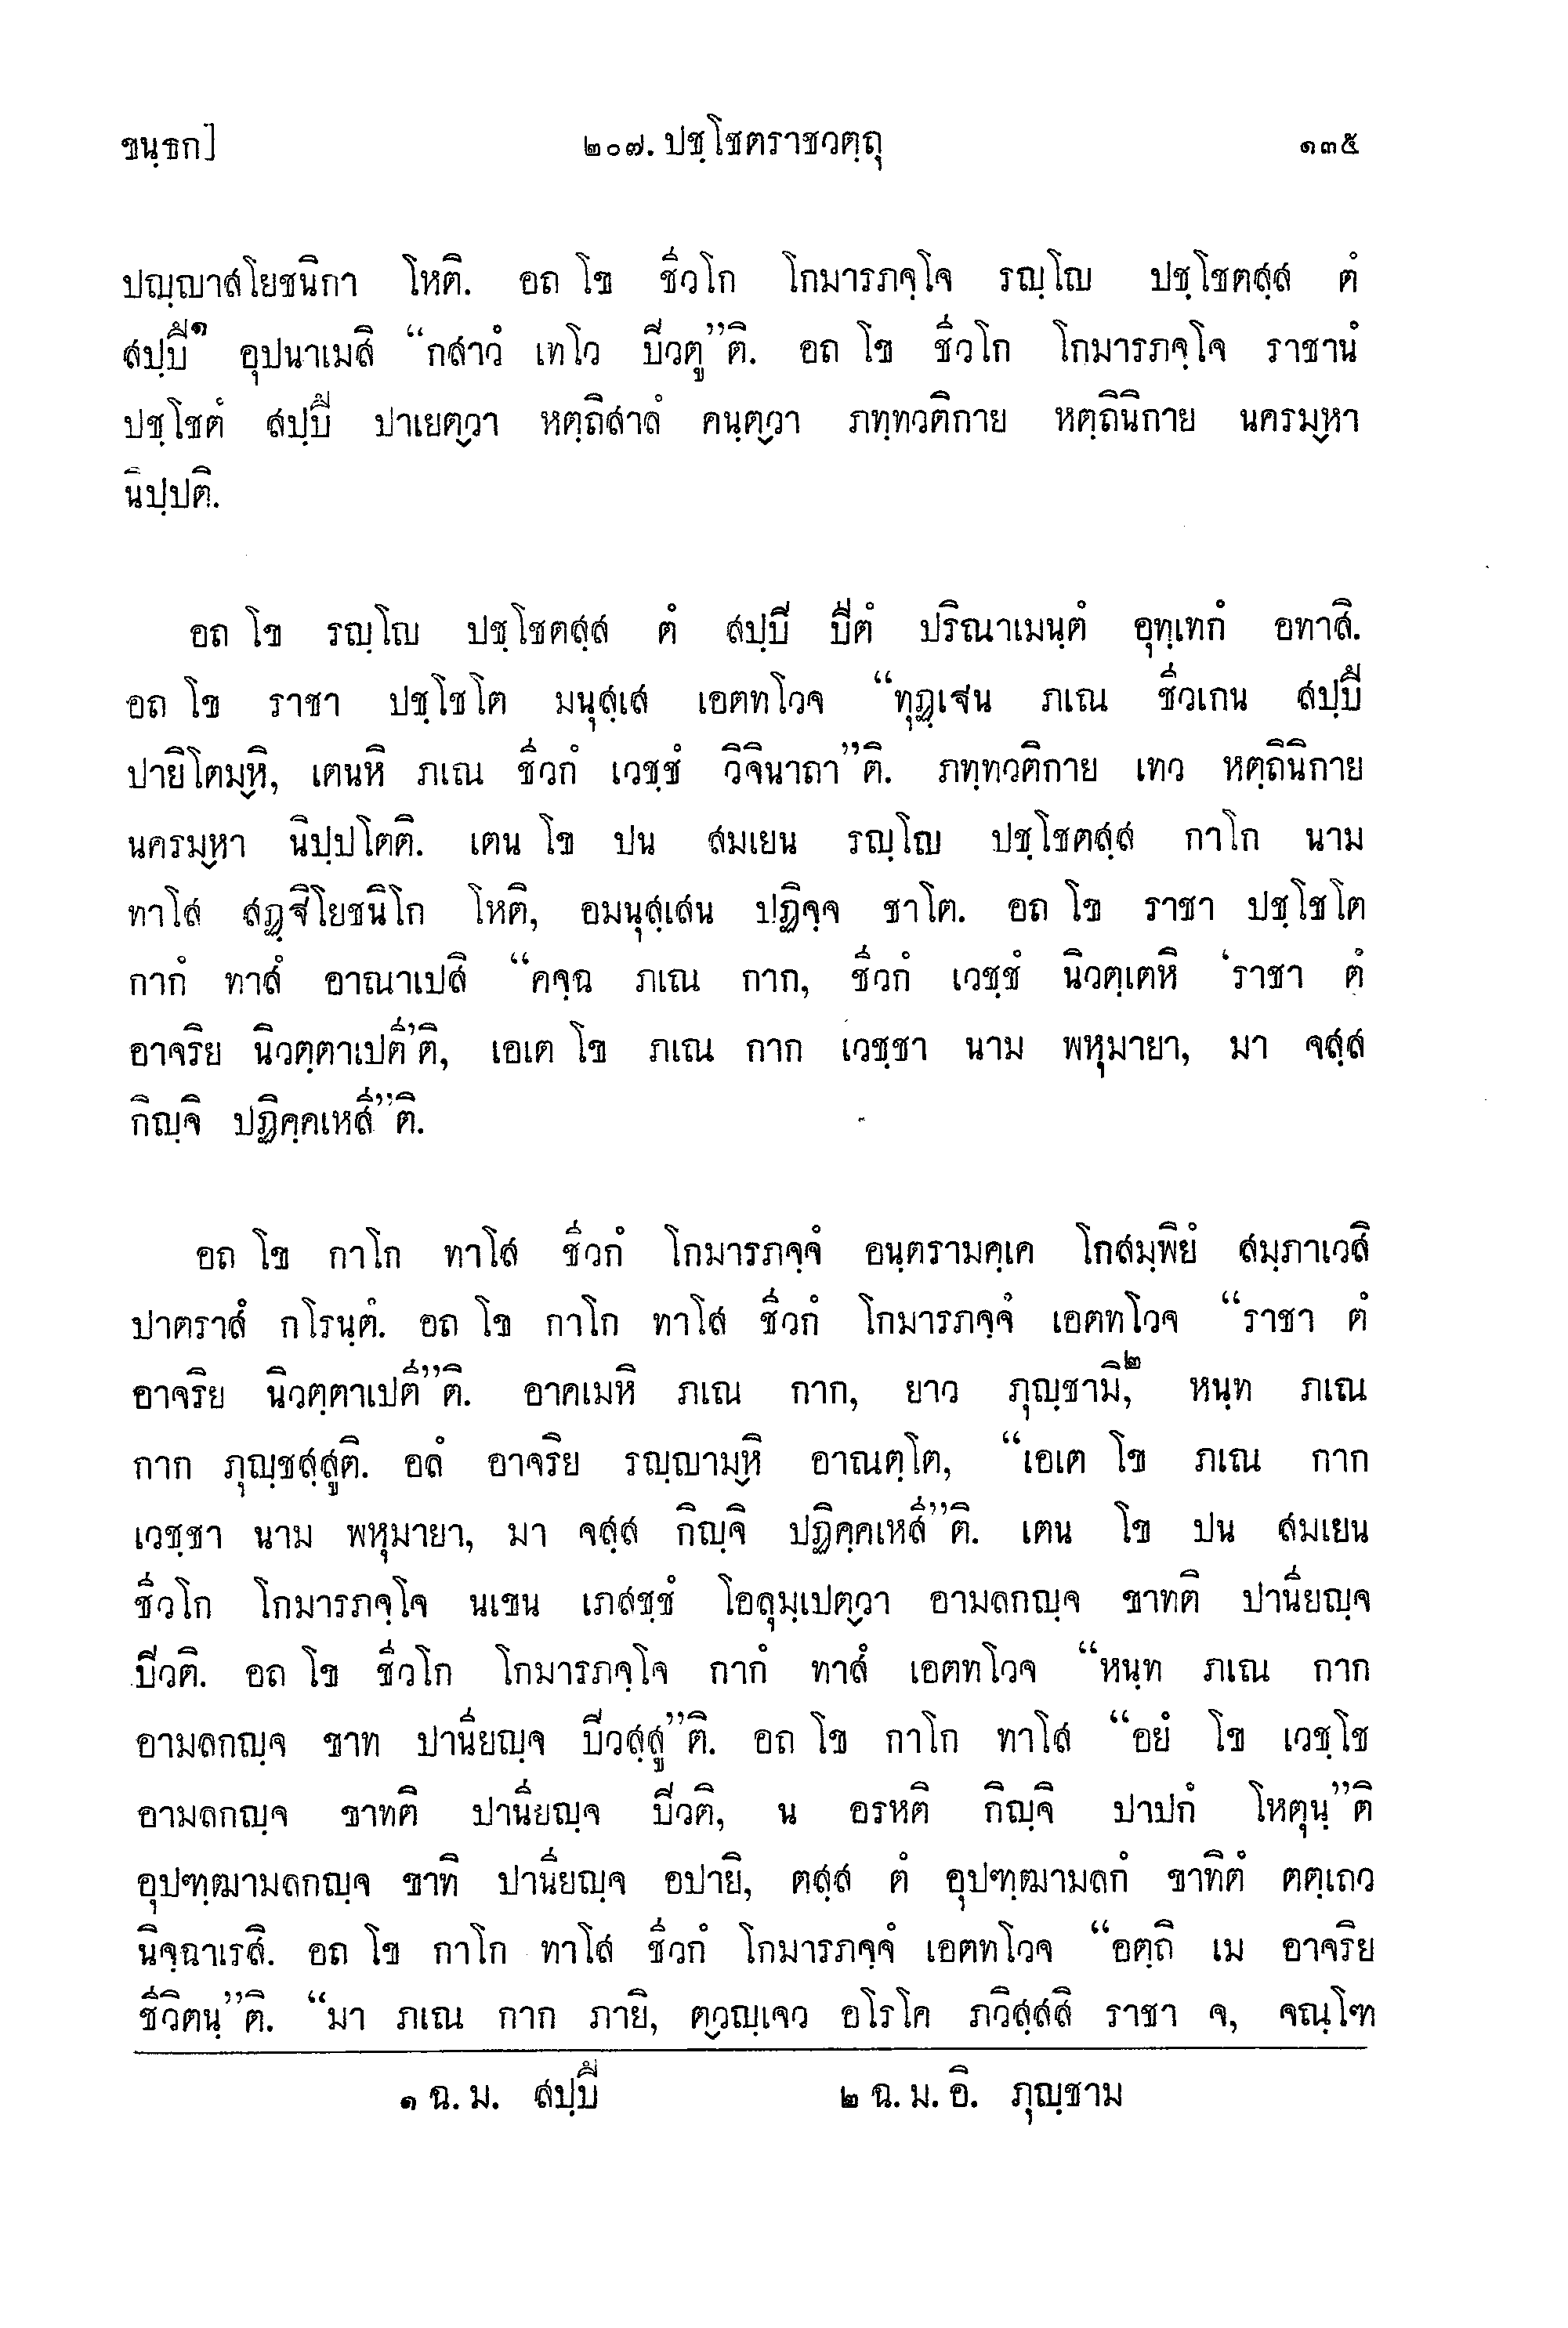 ขนฺธก]
๒๐๗. ปชฺโชตราชวตฺถุ
๑๓๕
ปญฺญาสโยชนิกา โหติ. อถ โข ชีวโก โกมารภจฺโจ รญฺโญ ปชฺโชตสฺส ตํ
สปฺปึ๑ อุปนาเมสิ “กสาวํ เทโว ปีวตู”ติ. อถ โข ชีวโก โกมารภจฺโจ ราชานํ
ปชฺโชตํ สปฺปึ ปาเยตฺวา หตฺถิสาลํ คนฺตฺวา ภทฺทวติกาย หตฺถินิกาย นครมฺหา
นิปฺปติ.
อถ โข รญฺโญ ปชฺโชตสฺส ตํ สปฺปี ปีตํ ปริณาเมนฺตํ อุทฺเทกํ อทาสิ.
อถ โข ราชา ปชฺโชโต มนุสฺเส เอตทโวจ “ทุฏฺเฐน ภเณ ชีวเกน สปฺปึ
ปายิโตมฺหิ, เตนหิ ภเณ ชีวกํ เวชฺชํ วิจินาถา”ติ. ภทฺทวติกาย เทว หตฺถินิกาย
นครมฺหา นิปฺปโตติ. เตน โข ปน สมเยน รญฺโญ ปชฺโชตสฺส กาโก นาม
ทาโส สฏฺฐิโยชนิโก โหติ, อมนุสฺเสน ปฏิจฺจ ชาโต. อถ โข ราชา ปชฺโชโต
กากํ ทาสํ อาณาเปสิ “คจฺฉ ภเณ กาก, ชีวกํ เวชฺชํ นิวตฺเตหิ ‘ราชา ตํ
อาจริย นิวตฺตาเปตี’ติ, เอเต โข ภเณ กาก เวชฺชา นาม พหุมายา, มา จสฺส
กิญฺจิ ปฏิคฺคเหสี”ติ.
อถ โข กาโก ทาโส ชีวกํ โกมารภจฺจํ อนฺตรามคฺเค โกสมฺพิยํ สมฺภาเวสิ
ปาตราสํ กโรนฺตํ. อถ โข กาโก ทาโส ชีวกํ โกมารภจฺจํ เอตทโวจ “ราชา ตํ
อาจริย นิวตฺตาเปตี”ติ. อาคเมหิ ภเณ กาก, ยาว ภุญฺชามิ,๒ หนฺท ภเณ
กาก ภุญฺชสฺสูติ. อลํ อาจริย รญฺญามฺหิ อาณตฺโต, “เอเต โข ภเณ กาก
เวชฺชา นาม พหุมายา, มา จสฺส กิญฺจิ ปฏิคฺคเหสี”ติ. เตน โข ปน สมเยน
ชีวโก โกมารภจฺโจ นเขน เภสชฺชํ โอลุมฺเปตฺวา อามลกญฺจ ขาทติ ปานียญฺจ
ปีวติ. อถ โข ชีวโก โกมารภจฺโจ กากํ ทาสํ เอตทโวจ “หนฺท ภเณ กาก
อามลกญฺจ ขาท ปานียญฺจ ปีวสฺสู”ติ. อถ โข กาโก ทาโส “อยํ โข เวชฺโช
อามลกญฺจ ขาทติ ปานียญฺจ ปีวติ, น อรหติ กิญฺจิ ปาปกํ โหตุนฺ”ติ
อุปฑฺฒามลกญฺจ ขาทิ ปานียญฺจ อปายิ, ตสฺส ตํ อุปฑฺฒามลกํ ขาทิตํ ตตฺเถว
นิจฺฉาเรสิ. อถ โข กาโก ทาโส ชีวกํ โกมารภจฺจํ เอตทโวจ “อตฺถิ เม อาจริย
ชีวิตนฺ”ติ. “มา ภเณ กาก ภายิ, ตฺวญฺเจว อโรโค ภวิสฺสสิ ราชา จ, จณฺโฑ
๑ ฉ. ม. สปฺปึ ๒ ฉ. ม. อิ. ภุญฺชาม